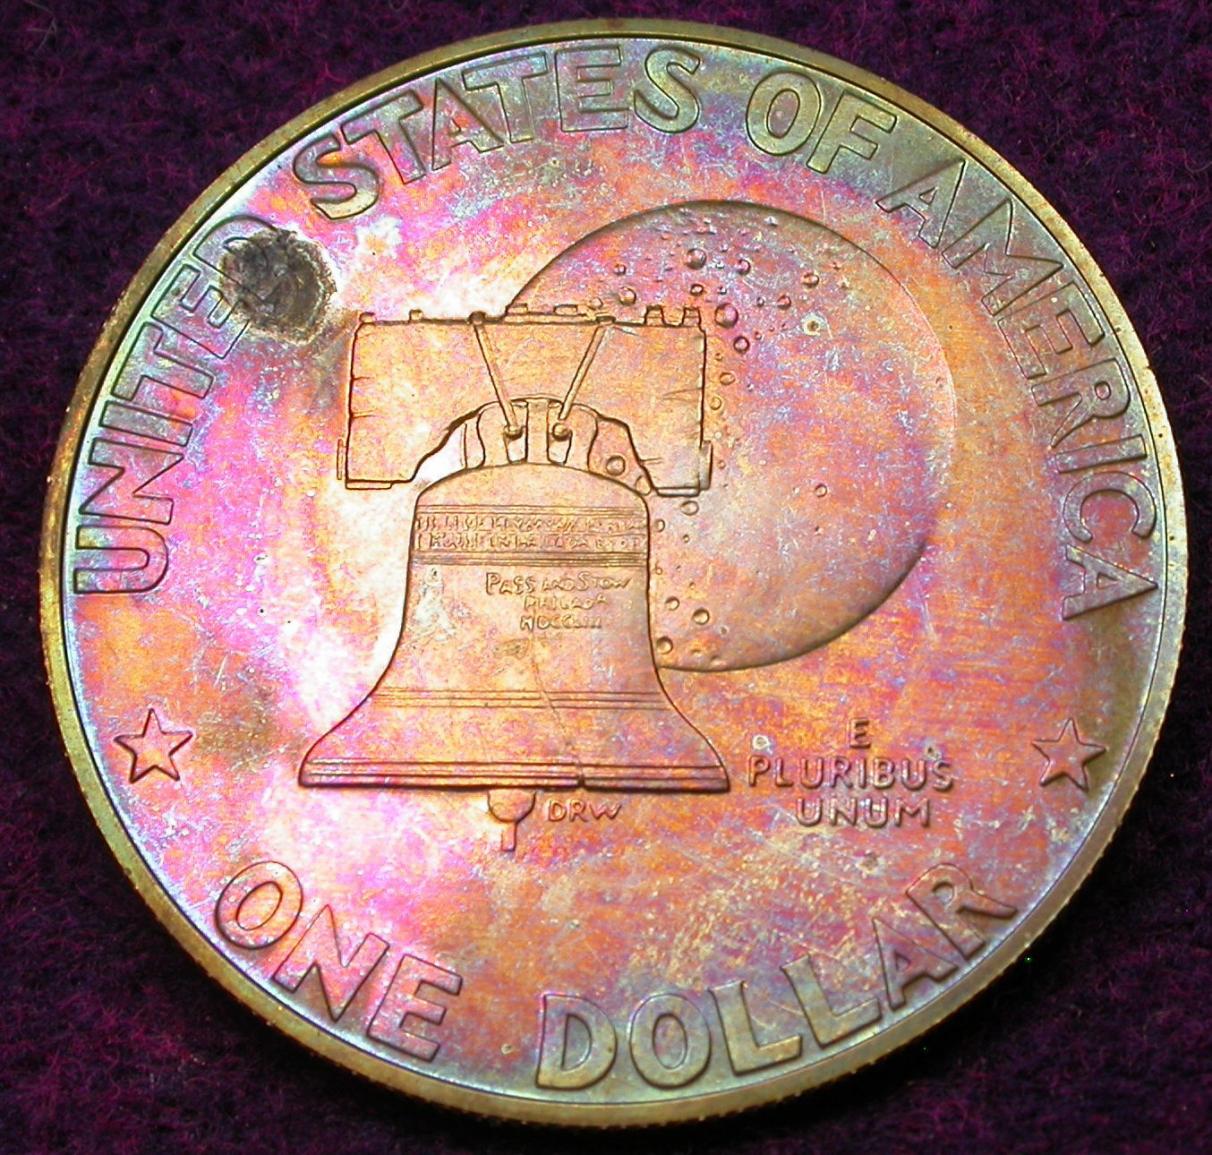 UNITED STATES OF AMERICA
PASS AND STOW
PHILADA
MDCCLIII
E
PLURIBUS
UNUM
DRW
ONE DOLLAR